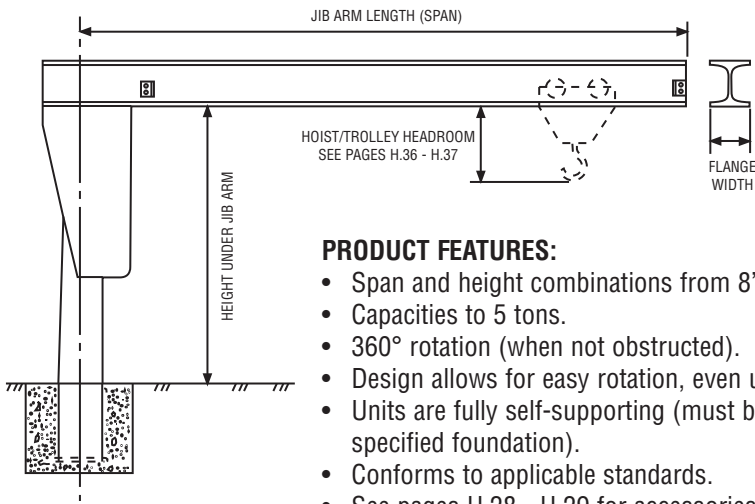 JIB ARM LENGTH (SPAN)
HOIST/TROLLEY HEADROOM
SEE PAGES H.36 - H.37
FLANGE
WIDTH
HEIGHT UNDER JIB ARM
PRODUCT FEATURES:
• Span and height combinations from 8'
• Capacities to 5 tons.
• 360° rotation (when not obstructed).
• Design allows for easy rotation, even
• Units are fully self-supporting (must
specified foundation).
• Conforms to applicable standards.
• See pages H.28 - H.29 for accessories